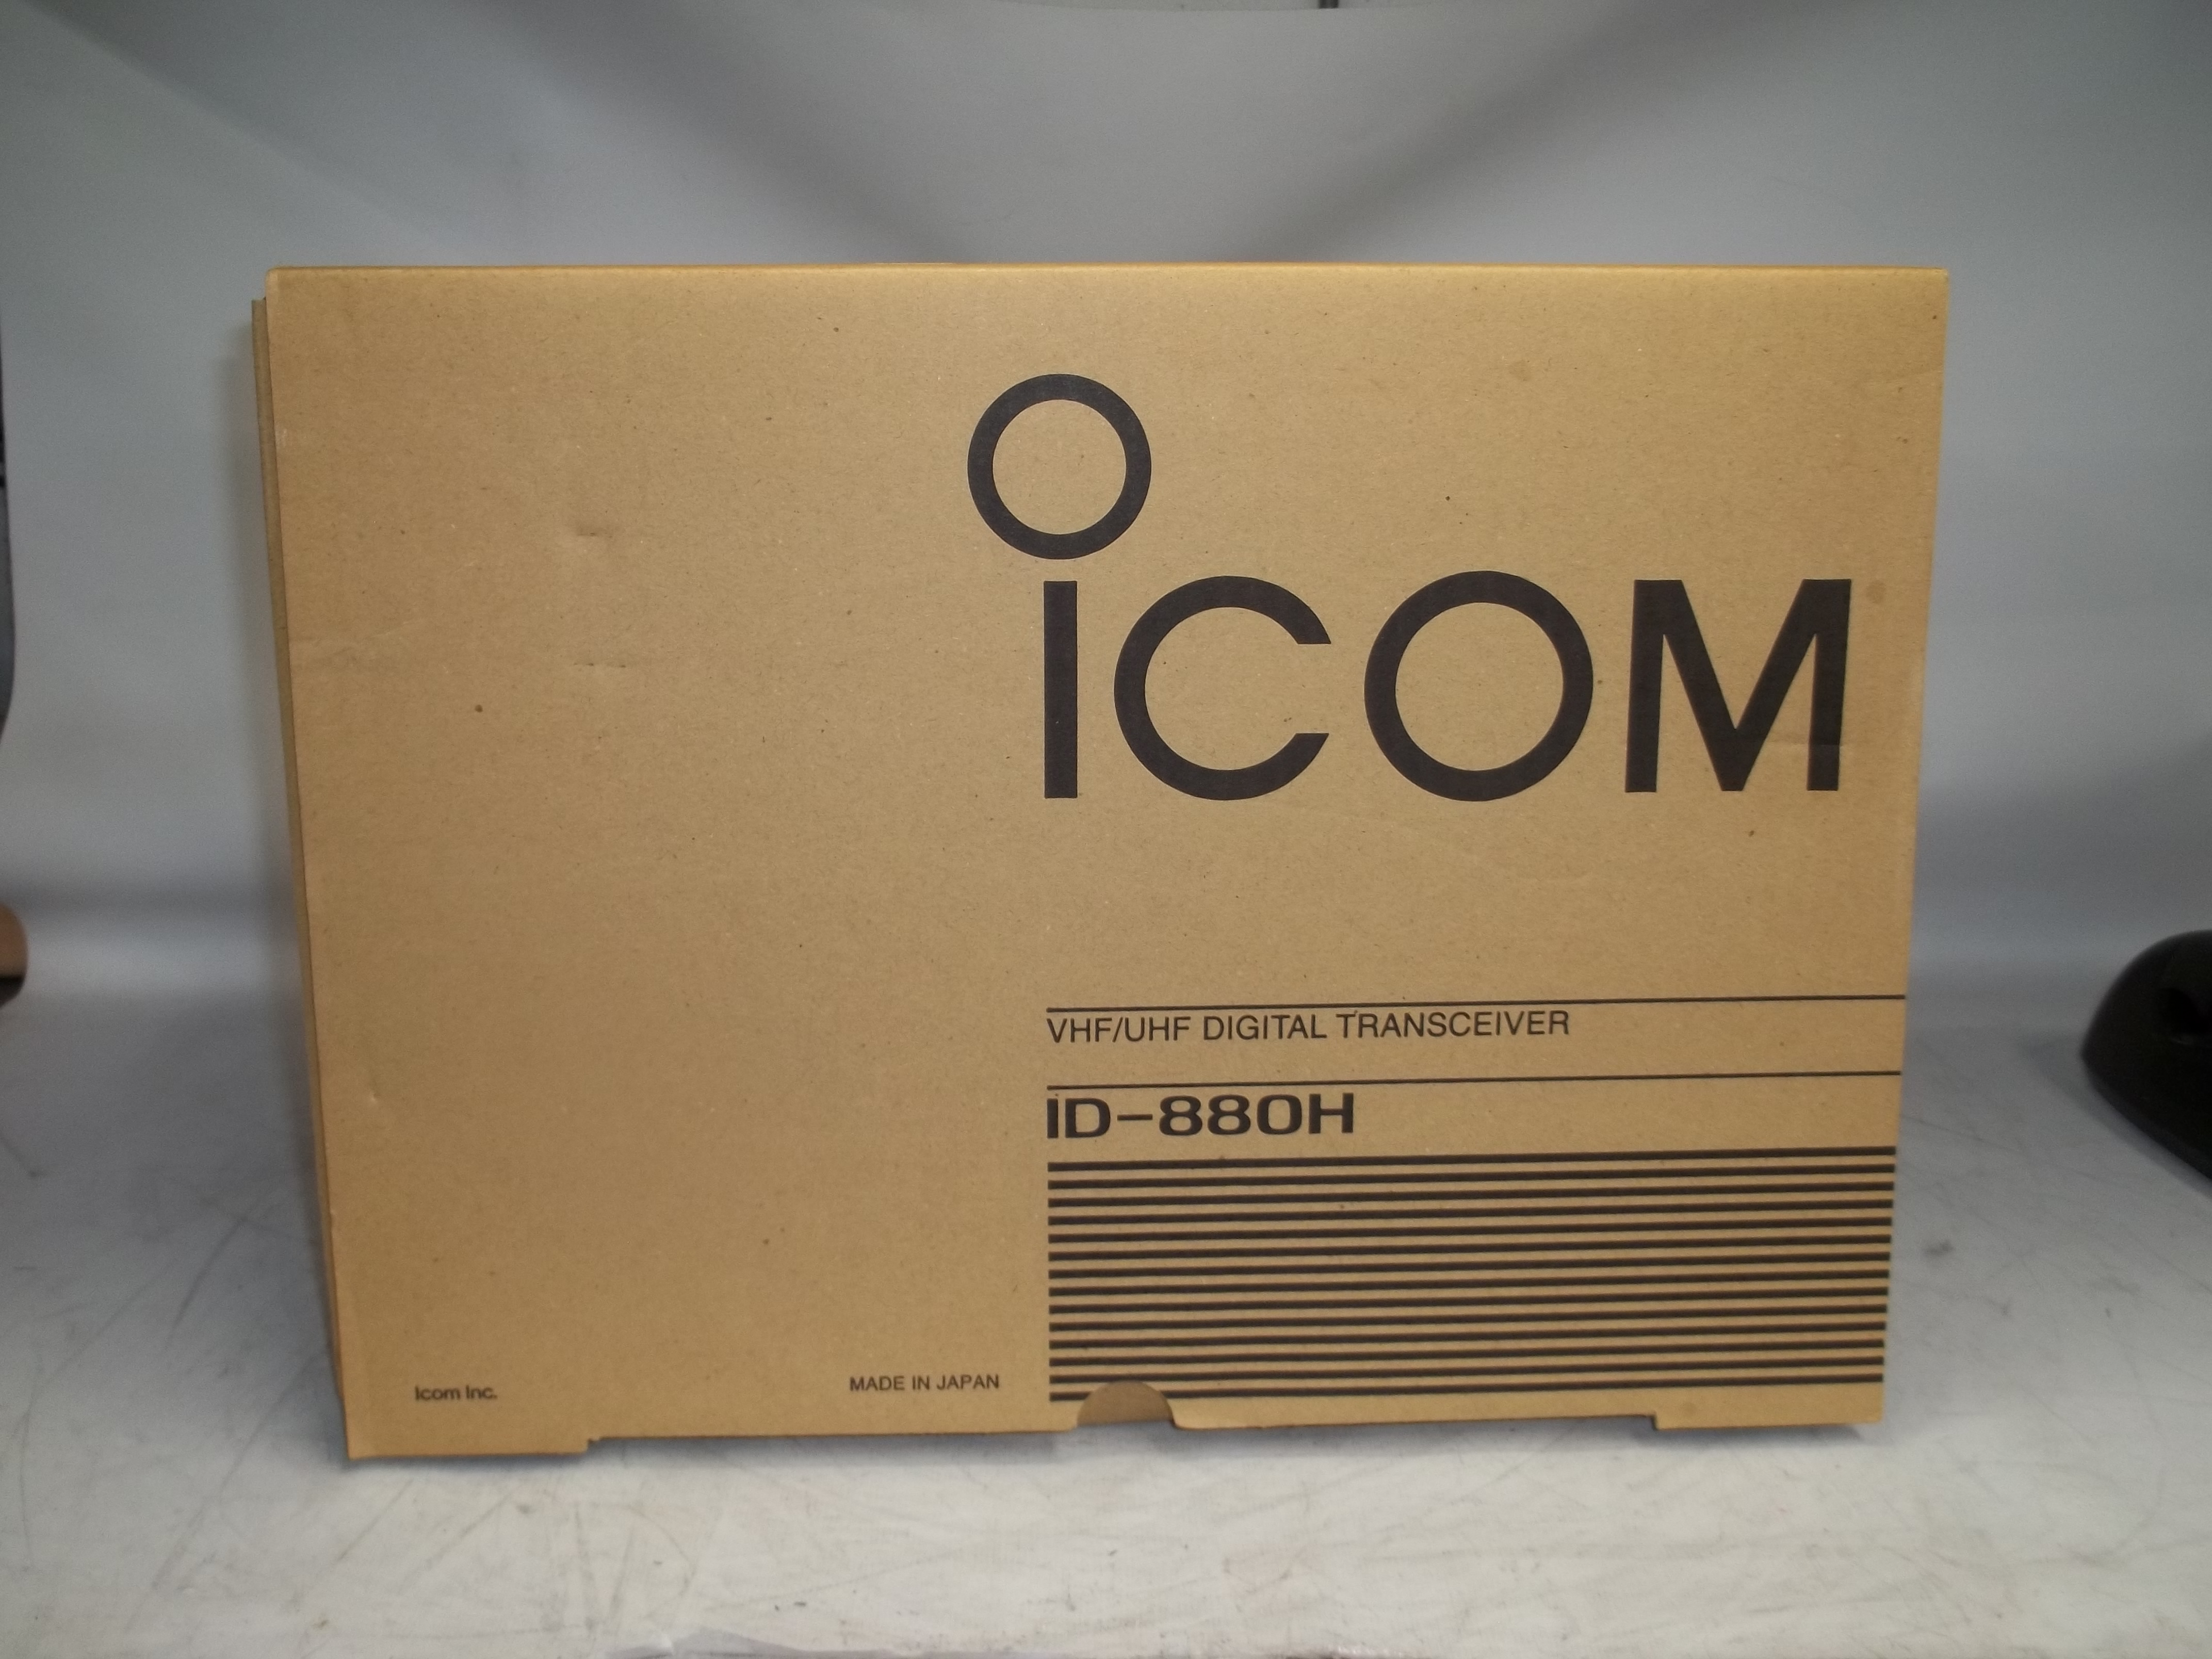 ICOM
VHF/UHF DIGITAL TRANSCEIVER
ID-880H
Icom Inc.
MADE IN JAPAN